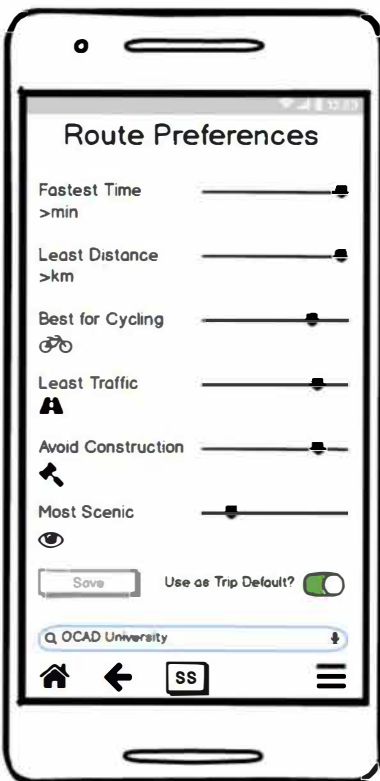 Route Preferences
Fastest Time
>min
Least Distance
>km
Best for Cycling
Least Traffic
Avoid Construction
Most Scenic
Save
Use as Trip Default?
OCAD University
SS